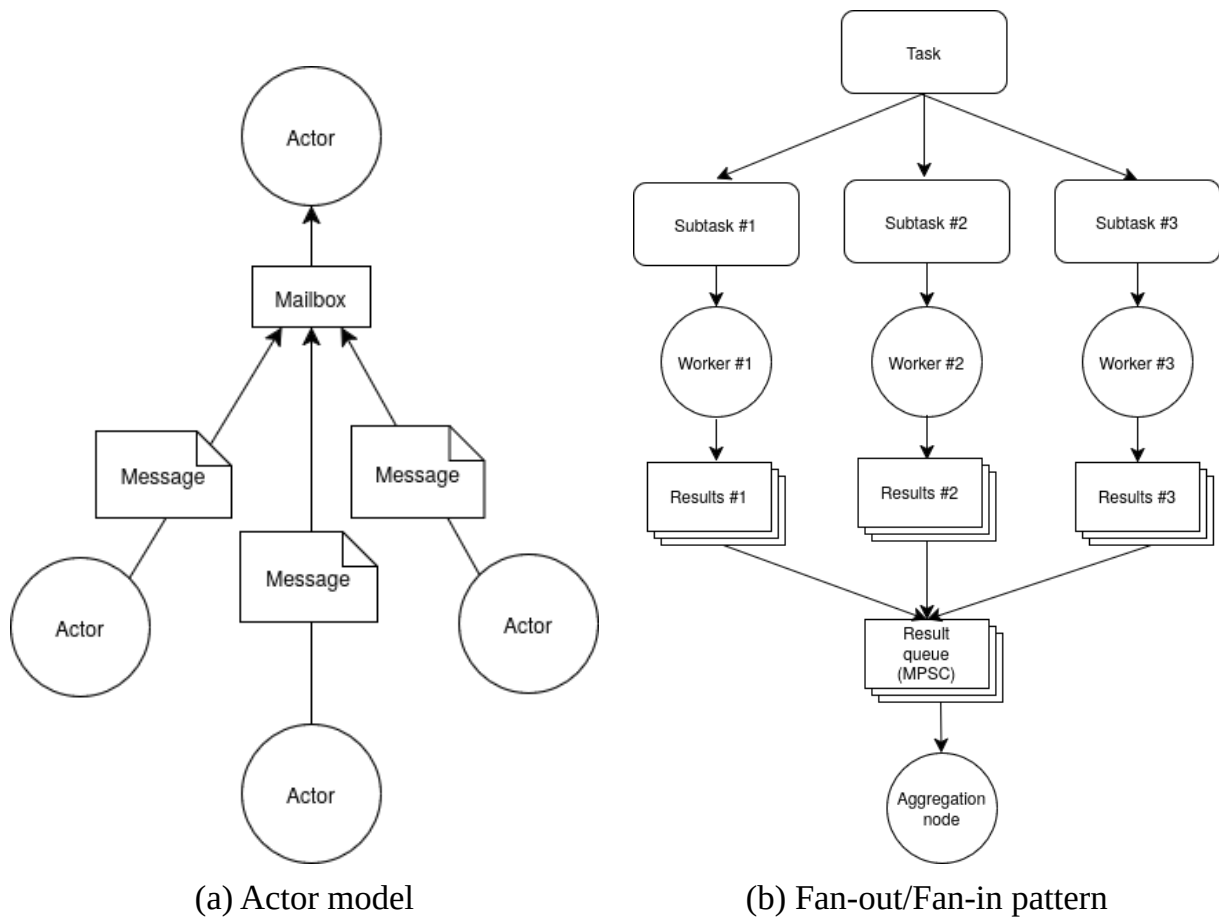 Actor
Mailbox
Message
Message
Message
Actor
Actor
Actor
(a) Actor model
Task
Subtask #1
Subtask #2
Subtask #3
Worker #1
Worker #2
Worker #3
Results #1
Results #2
Results #3
Result
queue
(MPSC)
Aggregation
node
(b) Fan-out/Fan-in pattern